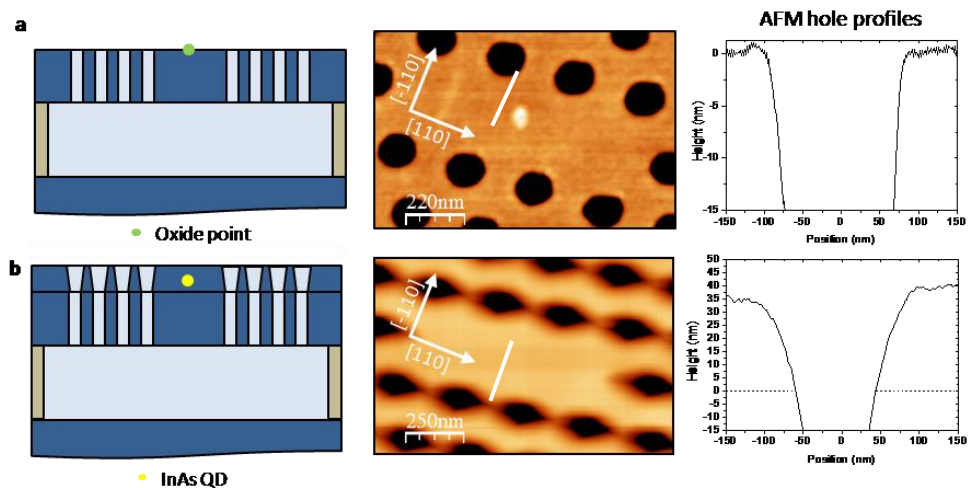 AFM hole profiles
a
Oxide point
[-110]
[110]
220nm
Height (nm)
0
-5
-10
-15
-150 -100 -50 0 50 100 150
Position (nm)
b
InAs QD
[-110]
[110]
250nm
Height (nm)
50
45
40
35
30
25
20
15
10
5
0
-5
-10
-15
-150 -100 -50 0 50 100 150
Position (nm)